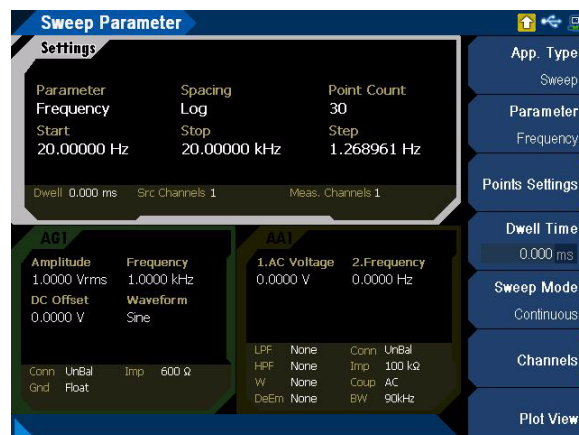 Sweep Parameter
Settings
Parameter Spacing Point Count
Frequency Log 30
Start Stop Step
20.00000 Hz 20.00000 kHz 1.268961 Hz
Dwell 0.000 ms Src Channels 1 Meas. Channels 1
AG1
Amplitude Frequency
1.0000 Vrms 1.0000 kHz
DC Offset Waveform
0.0000 V Sine
Conn UnBal Imp 600 Ω
Gnd Float
AA1
1.AC Voltage 2.Frequency
0.0000 V 0.0000 Hz
LPF None Conn UnBal
HPF None Imp 100 kΩ
W None Coup AC
DeEm None BW 90kHz
App. Type
Sweep
Parameter
Frequency
Points Settings
Dwell Time
0.000 ms
Sweep Mode
Continuous
Channels
Plot View